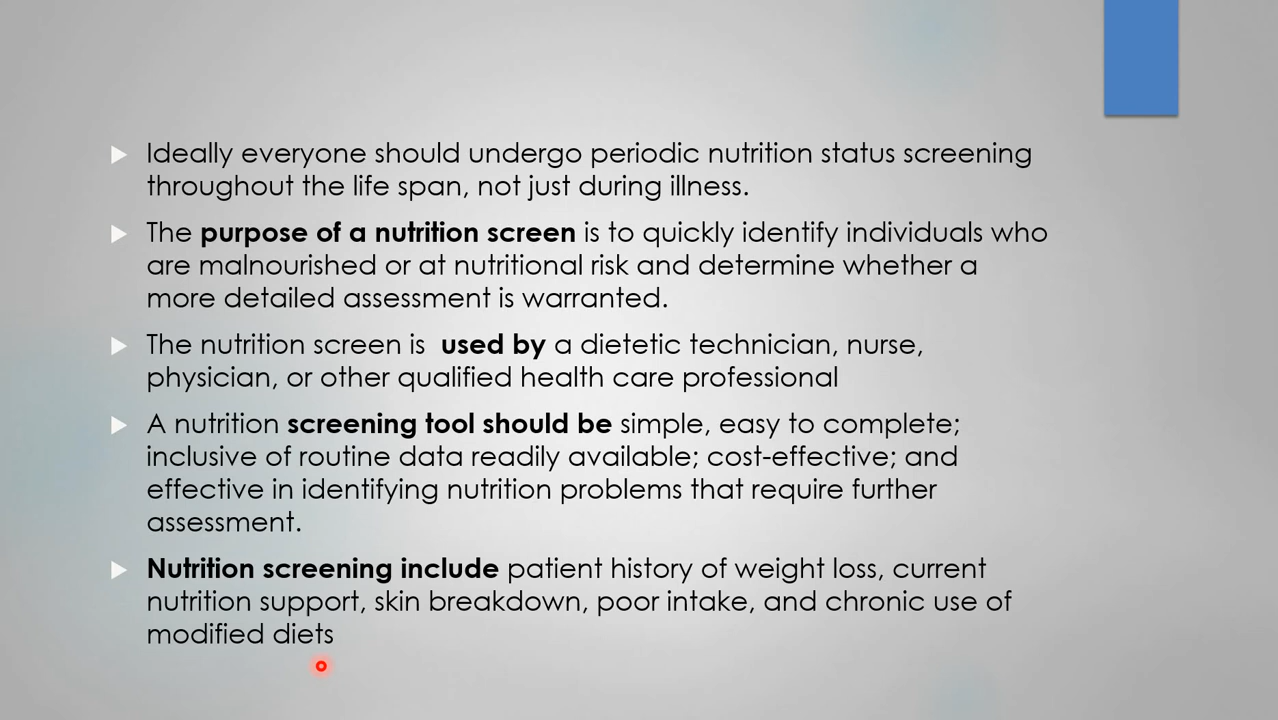 Ideally everyone should undergo periodic nutrition status screening
throughout the life span, not just during illness.
The purpose of a nutrition screen is to quickly identify individuals who
are malnourished or at nutritional risk and determine whether a
more detailed assessment is warranted.
The nutrition screen is  used by a dietetic technician, nurse,
physician, or other qualified health care professional
A nutrition screening tool should be simple, easy to complete;
inclusive of routine data readily available; cost-effective; and
effective in identifying nutrition problems that require further
assessment.
Nutrition screening include patient history of weight loss, current
nutrition support, skin breakdown, poor intake, and chronic use of
modified diets